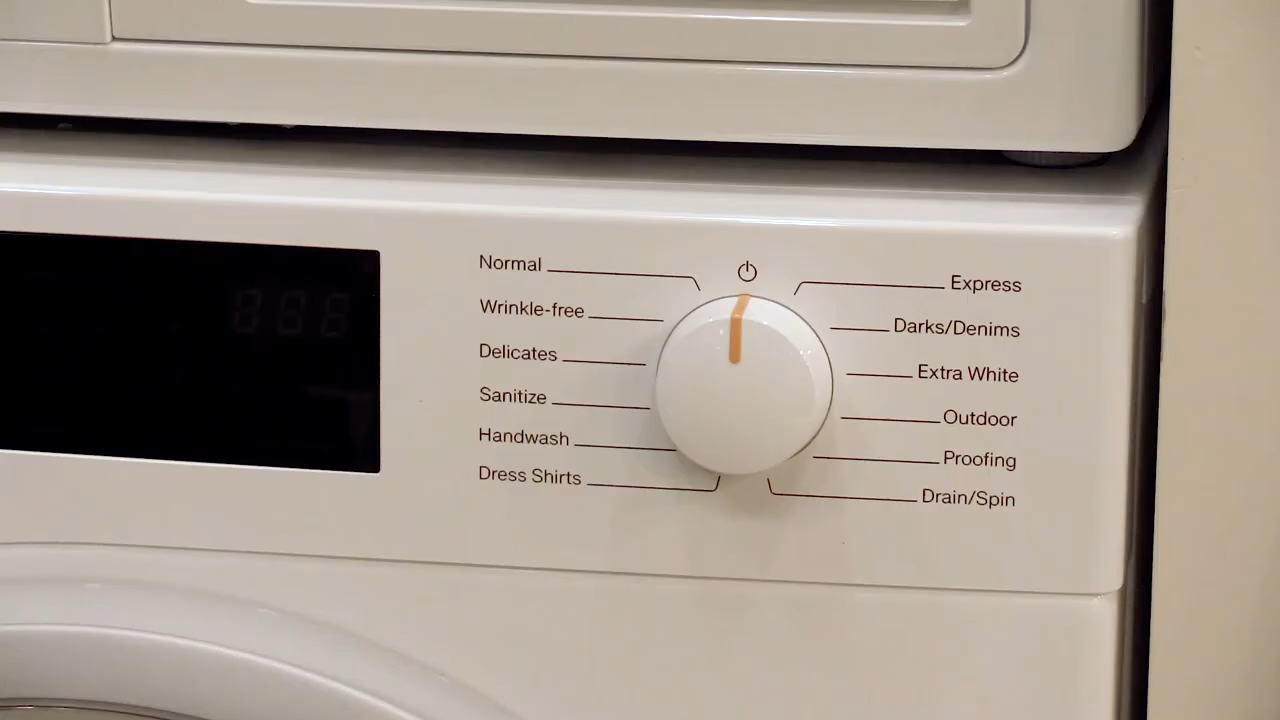 Normal
Wrinkle-free
Delicates
Sanitize
Handwash
Dress Shirts
Express
Darks/Denims
Extra White
Outdoor
Proofing
Drain/Spin